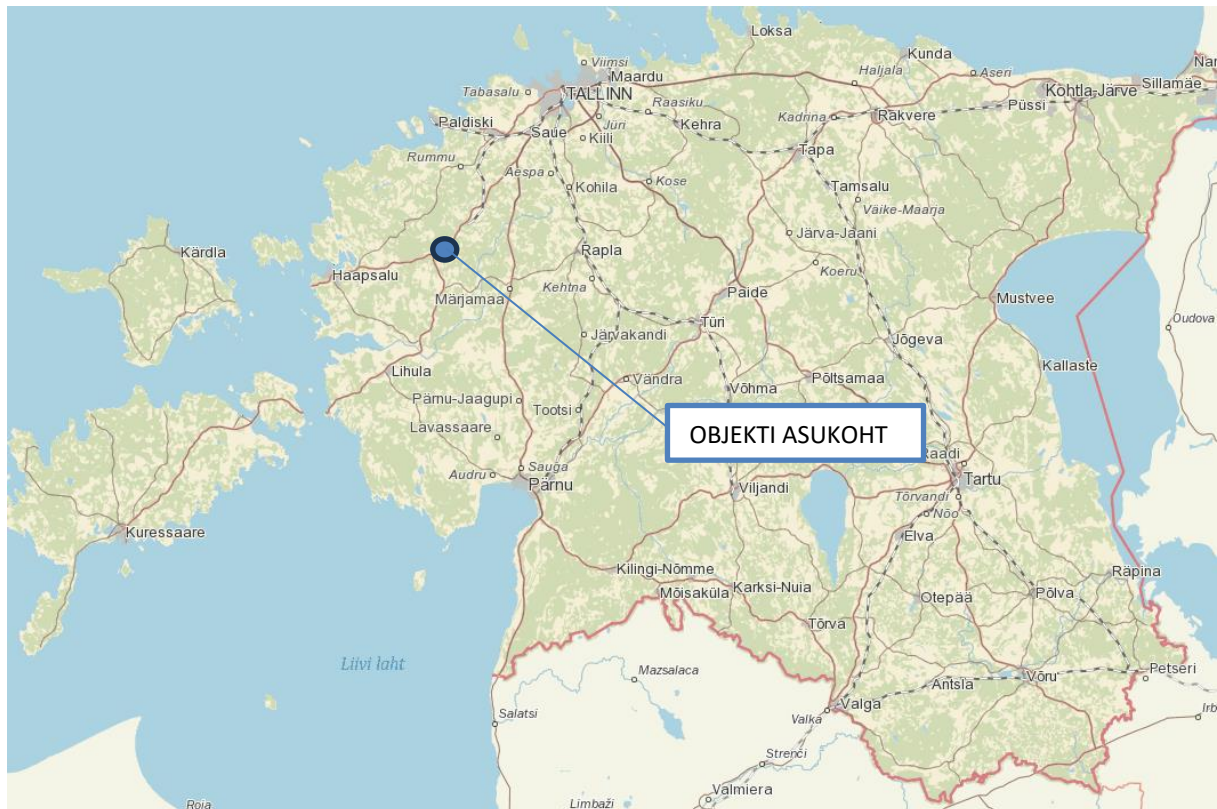 Loksa
Kunda
Viimsi
Maardu
Haljala
Aseri
Nar
Tabasalu
TALLINN
Raasiku
Kohtla-Järve
Sillamäe
Püssi
Paldiski
Saue
Jüri
Kiili
Kehra
Kadrina
Rakvere
Rummu
Aespa
Tapa
Kohila
Kose
Tamsalu
Väike-Maarja
Kärdla
Haapsalu
Rapla
Järva-Jaani
Kehtna
Koeru
Märjamaa
Paide
Mustvee
Oudova
Järvakandi
Türi
Jõgeva
Lihula
Vändra
Võhma
Põltsamaa
Kallaste
Pärnu-Jaagupi
Tootsi
Lavassaare
OBJEKTI ASUKOHT
Raadi
Audru
Sauga
Pärnu
Viljandi
Tartu
Tõrvandi
Nõo
Kuressaare
Elva
Kilingi-Nõmme
Mõisaküla
Karksi-Nuia
Otepää
Põlva
Räpina
Tõrva
Liivi laht
Mazsalaca
Petseri
Antsla
Võru
Salatsi
Valka
Valga
Irb
Strenči
Valmiera
Roja
Limbaži